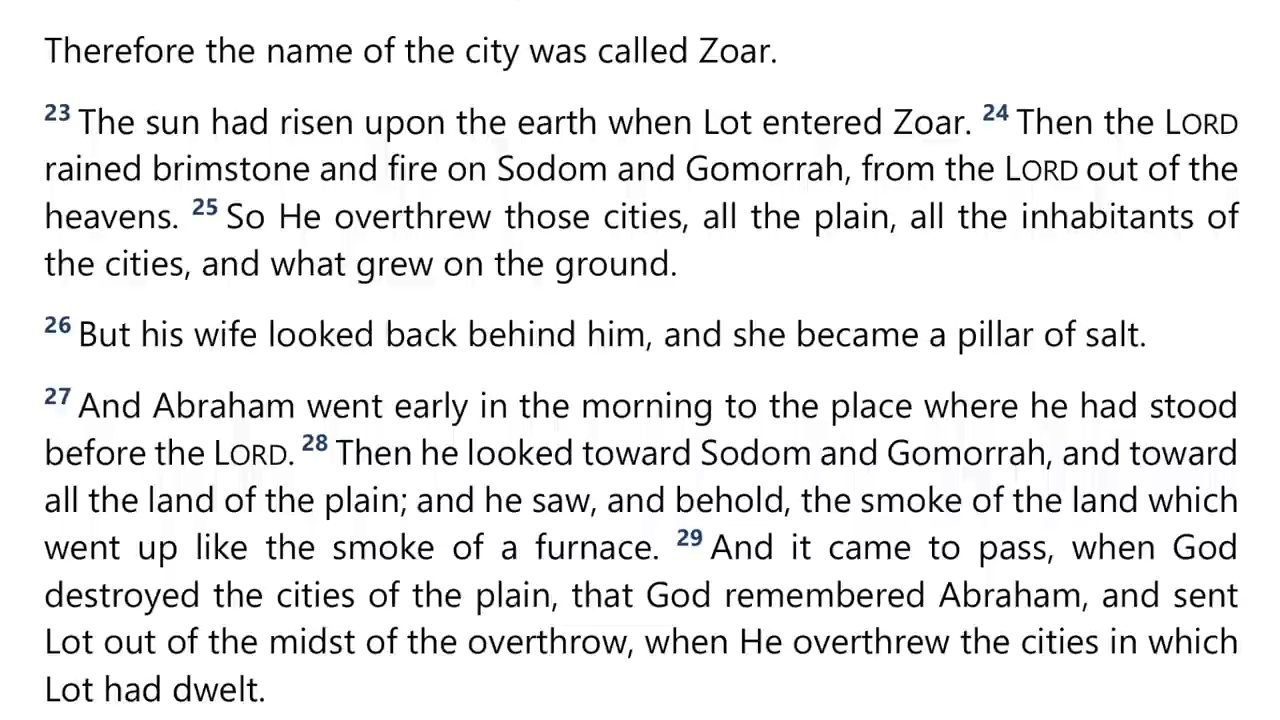 Therefore the name of the city was called Zoar.
23 The sun had risen upon the earth when Lot entered Zoar. 24 Then the LORD
rained brimstone and fire on Sodom and Gomorrah, from the LORD out of the
heavens. 25 So He overthrew those cities, all the plain, all the inhabitants of
the cities, and what grew on the ground.
26 But his wife looked back behind him, and she became a pillar of salt.
27 And Abraham went early in the morning to the place where he had stood
before the LORD. 28 Then he looked toward Sodom and Gomorrah, and toward
all the land of the plain; and he saw, and behold, the smoke of the land which
went up like the smoke of a furnace. 29 And it came to pass, when God
destroyed the cities of the plain, that God remembered Abraham, and sent
Lot out of the midst of the overthrow, when He overthrew the cities in which
Lot had dwelt.